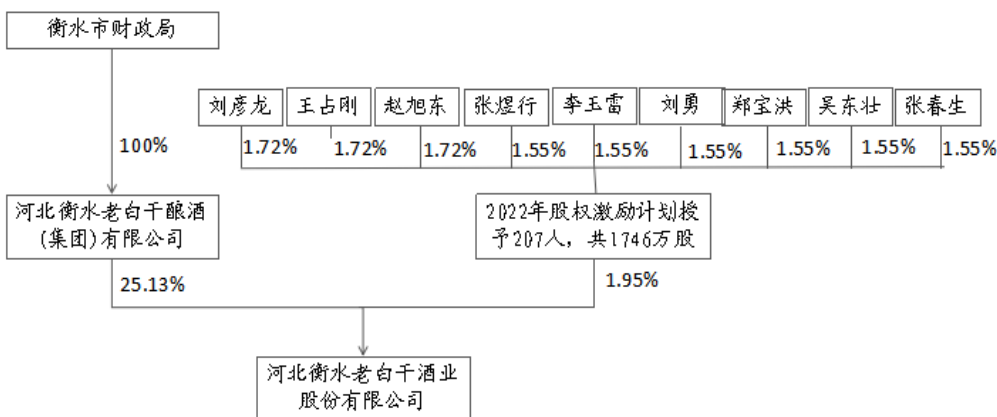 衡水市财政局
刘彦龙
王占刚
赵旭东
张煜行
李玉雷
刘勇
郑宝洪
吴东壮
张春生
100%
1.72%
1.72%
1.72%
1.55%
1.55%
1.55%
1.55%
1.55%
1.55%
河北衡水老白干酿酒
(集团)有限公司
2022年股权激励计划授
予207人，共1746万股
25.13%
1.95%
河北衡水老白干酒业
股份有限公司